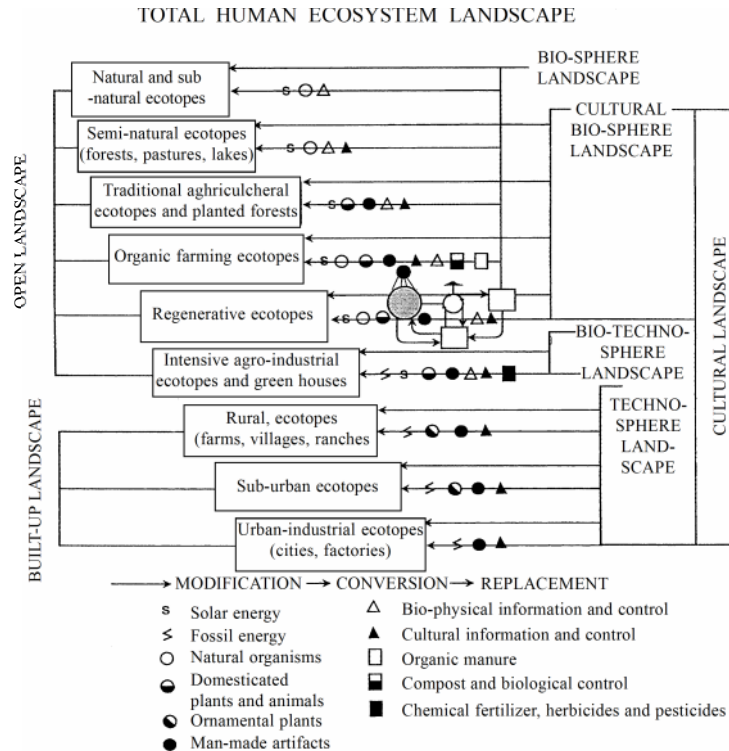 TOTAL HUMAN ECOSYSTEM LANDSCAPE
BIO-SPHERE
LANDSCAPE
Natural and sub
-natural ecotopes
CULTURAL
BIO-SPHERE
LANDSCAPE
Semi-natural ecotopes
(forests, pastures, lakes)
Traditional aghriculcheral
ecotopes and planted forests
OPEN LANDSCAPE
Organic farming ecotopes
Regenerative ecotopes
BIO-TECHNO-
SPHERE
LANDSCAPE
Intensive agro-industrial
ecotopes and green houses
CULTURAL LANDSCAPE
TECHNO-
SPHERE
LAND-
SCAPE
Rural, ecotopes
(farms, villages, ranches
BUILT-UP LANDSCAPE
Sub-urban ecotopes
Urban-industrial ecotopes
(cities, factories)
MODIFICATION CONVERSION REPLACEMENT
s Solar energy
Fossil energy
Natural organisms
Domesticated
plants and animals
Ornamental plants
Man-made artifacts
Bio-physical information and control
Cultural information and control
Organic manure
Compost and biological control
Chemical fertilizer, herbicides and pesticides